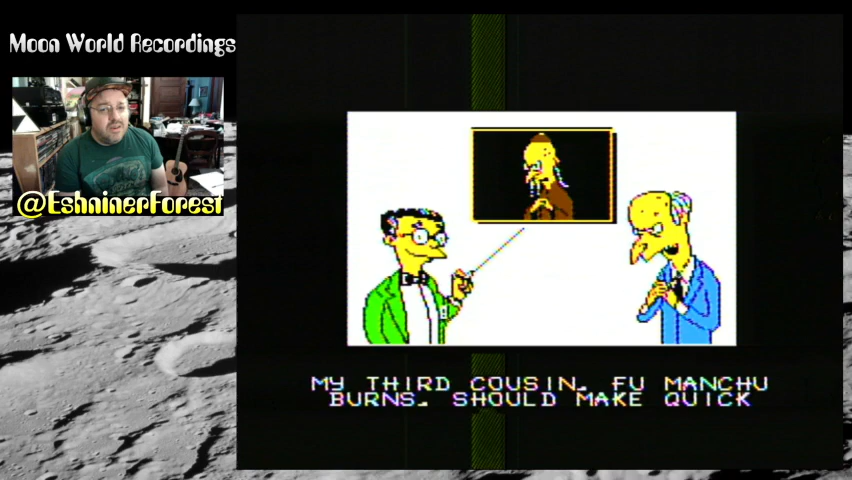 Moon World Recordings
@EshninerForest
MY THIRD COUSIN. FU MANCHU
BURNS. SHOULD MAKE QUICK